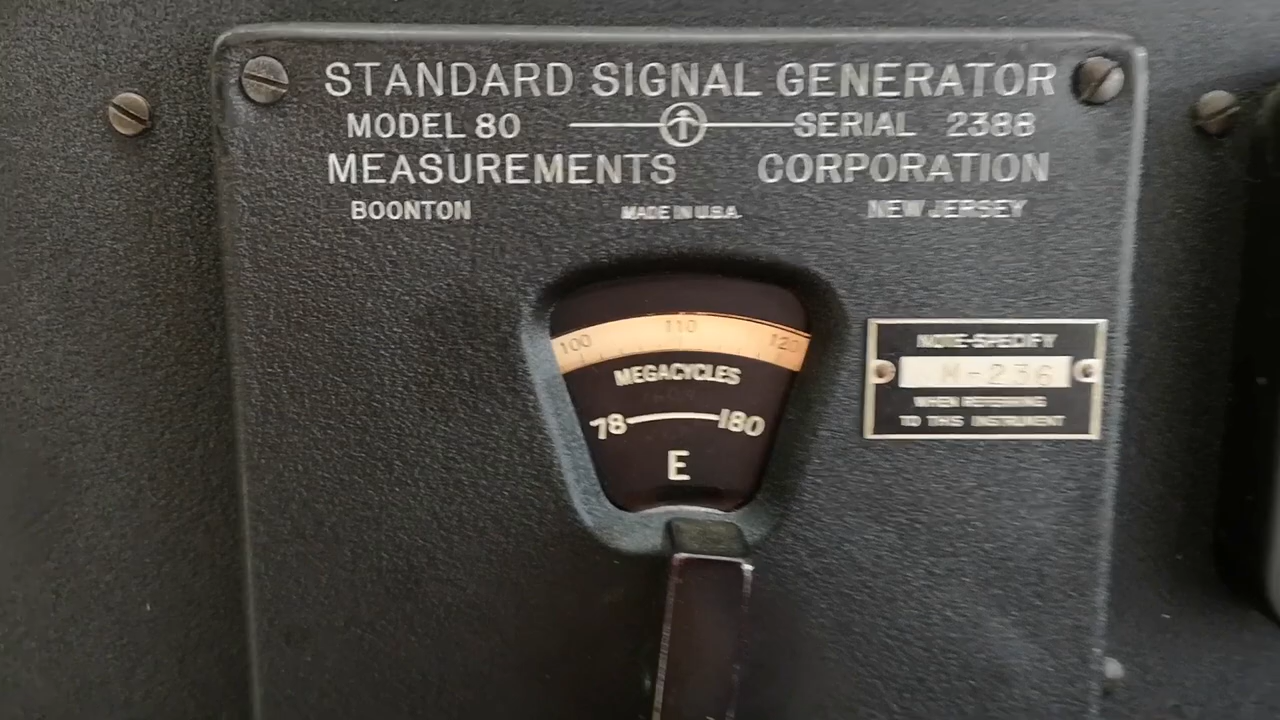 STANDARD SIGNAL GENERATOR
MODEL 80 SERIAL 2388
MEASUREMENTS CORPORATION
BOONTON MADE IN U.S.A. NEW JERSEY
100 110 120
MEGACYCLES
78 180
E
NOTE-SPECIFY
M-236
WHEN REFERRING
TO THIS INSTRUMENT